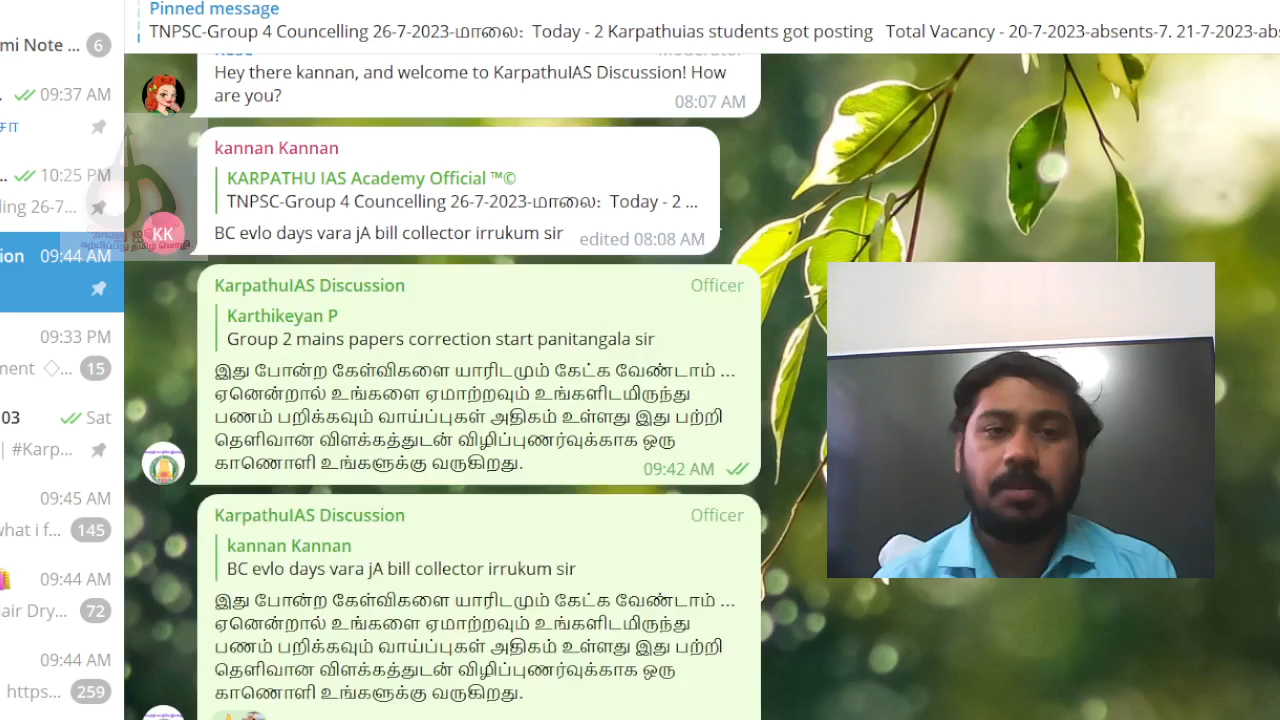 Pinned message
TNPSC-Group 4 Councelling 26-7-2023-மாலை: Today - 2 Karpathuias students got posting Total Vacancy - 20-7-2023-absents-7. 21-7-2023-abs
mi Note ... 6
09:37 AM
10:25 PM
ling 26-7...
ion 09:44 AM
09:33 PM
ment ... 15
03 Sat
| #Karp...
09:45 AM
what i f... 145
09:44 AM
Hair Dry... 72
09:44 AM
https... 259
Rose Moderator
Hey there kannan, and welcome to KarpathuIAS Discussion! How
are you?
08:07 AM
kannan Kannan
KARPATHU IAS Academy Official ™©
TNPSC-Group 4 Councelling 26-7-2023-மாலை: Today - 2 ...
BC evlo days vara jA bill collector irrukum sir
edited 08:08 AM
KK
KarpathuIAS Discussion Officer
Karthikeyan P
Group 2 mains papers correction start panitangala sir
இது போன்ற கேள்விகளை யாரிடமும் கேட்க வேண்டாம் ...
ஏனென்றால் உங்களை ஏமாற்றவும் உங்களிடமிருந்து
பணம் பறிக்கவும் வாய்ப்புகள் அதிகம் உள்ளது இது பற்றி
தெளிவான விளக்கத்துடன் விழிப்புணர்வுக்காக ஒரு
காணொளி உங்களுக்கு வருகிறது.
09:42 AM
KarpathuIAS Discussion Officer
kannan Kannan
BC evlo days vara jA bill collector irrukum sir
இது போன்ற கேள்விகளை யாரிடமும் கேட்க வேண்டாம் ...
ஏனென்றால் உங்களை ஏமாற்றவும் உங்களிடமிருந்து
பணம் பறிக்கவும் வாய்ப்புகள் அதிகம் உள்ளது இது பற்றி
தெளிவான விளக்கத்துடன் விழிப்புணர்வுக்காக ஒரு
காணொளி உங்களுக்கு வருகிறது.